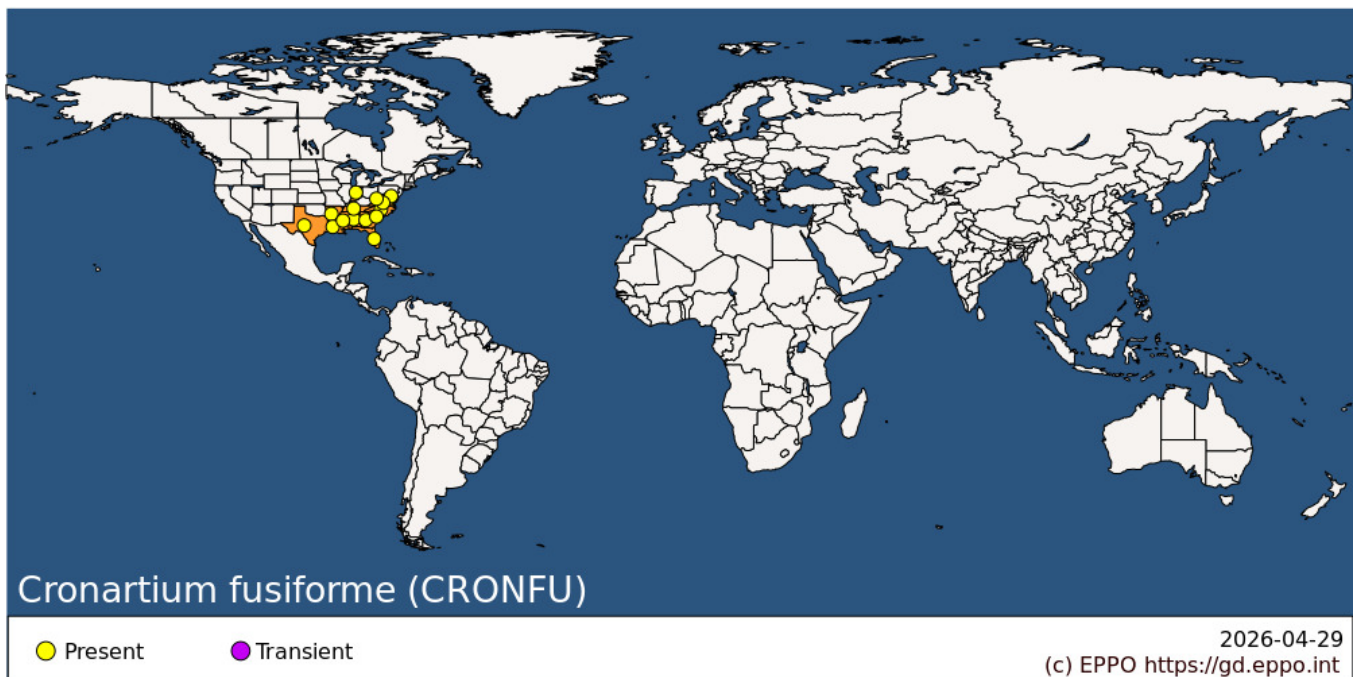 Cronartium fusiforme (CRONFU)
Present
Transient
2026-04-29
(c) EPPO https://gd.eppo.int